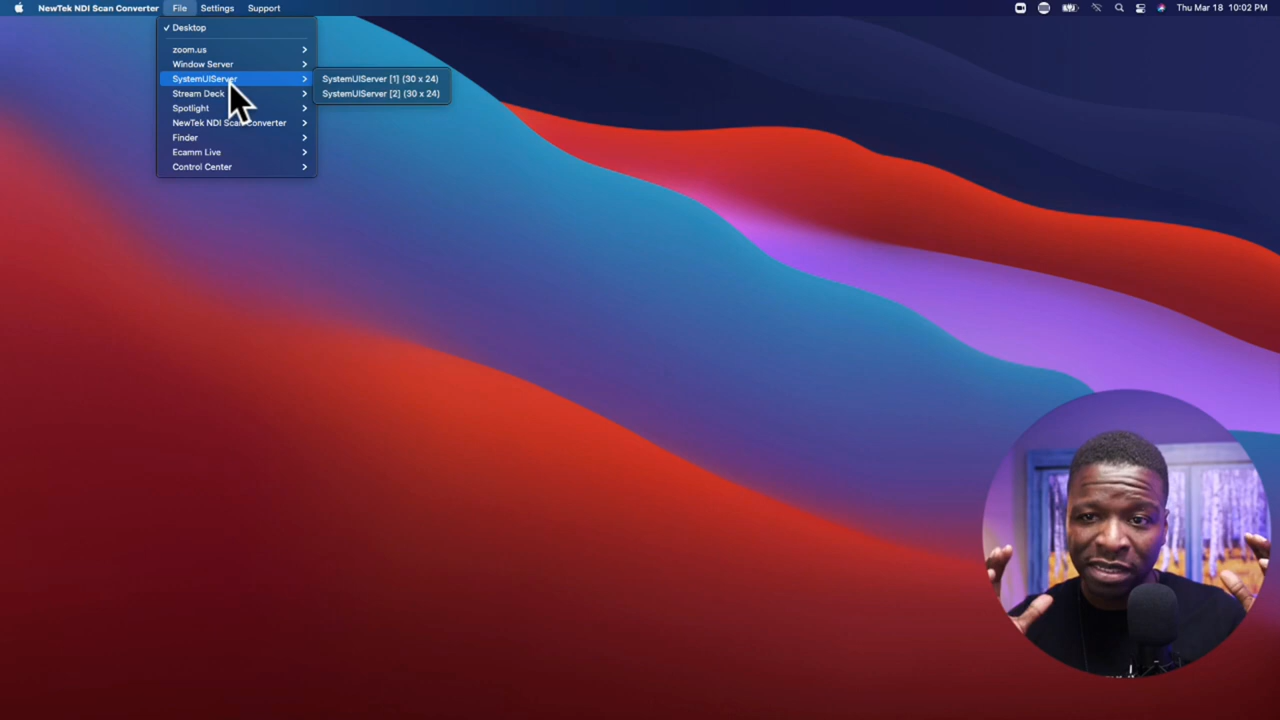 NewTek NDI Scan Converter File Settings Support Thu Mar 18 10:02 PM
✓ Desktop
zoom.us
Window Server
SystemUIServer
SystemUIServer [1] (30 x 24)
Stream Deck
SystemUIServer [2] (30 x 24)
Spotlight
NewTek NDI Scan Converter
Finder
Ecamm Live
Control Center